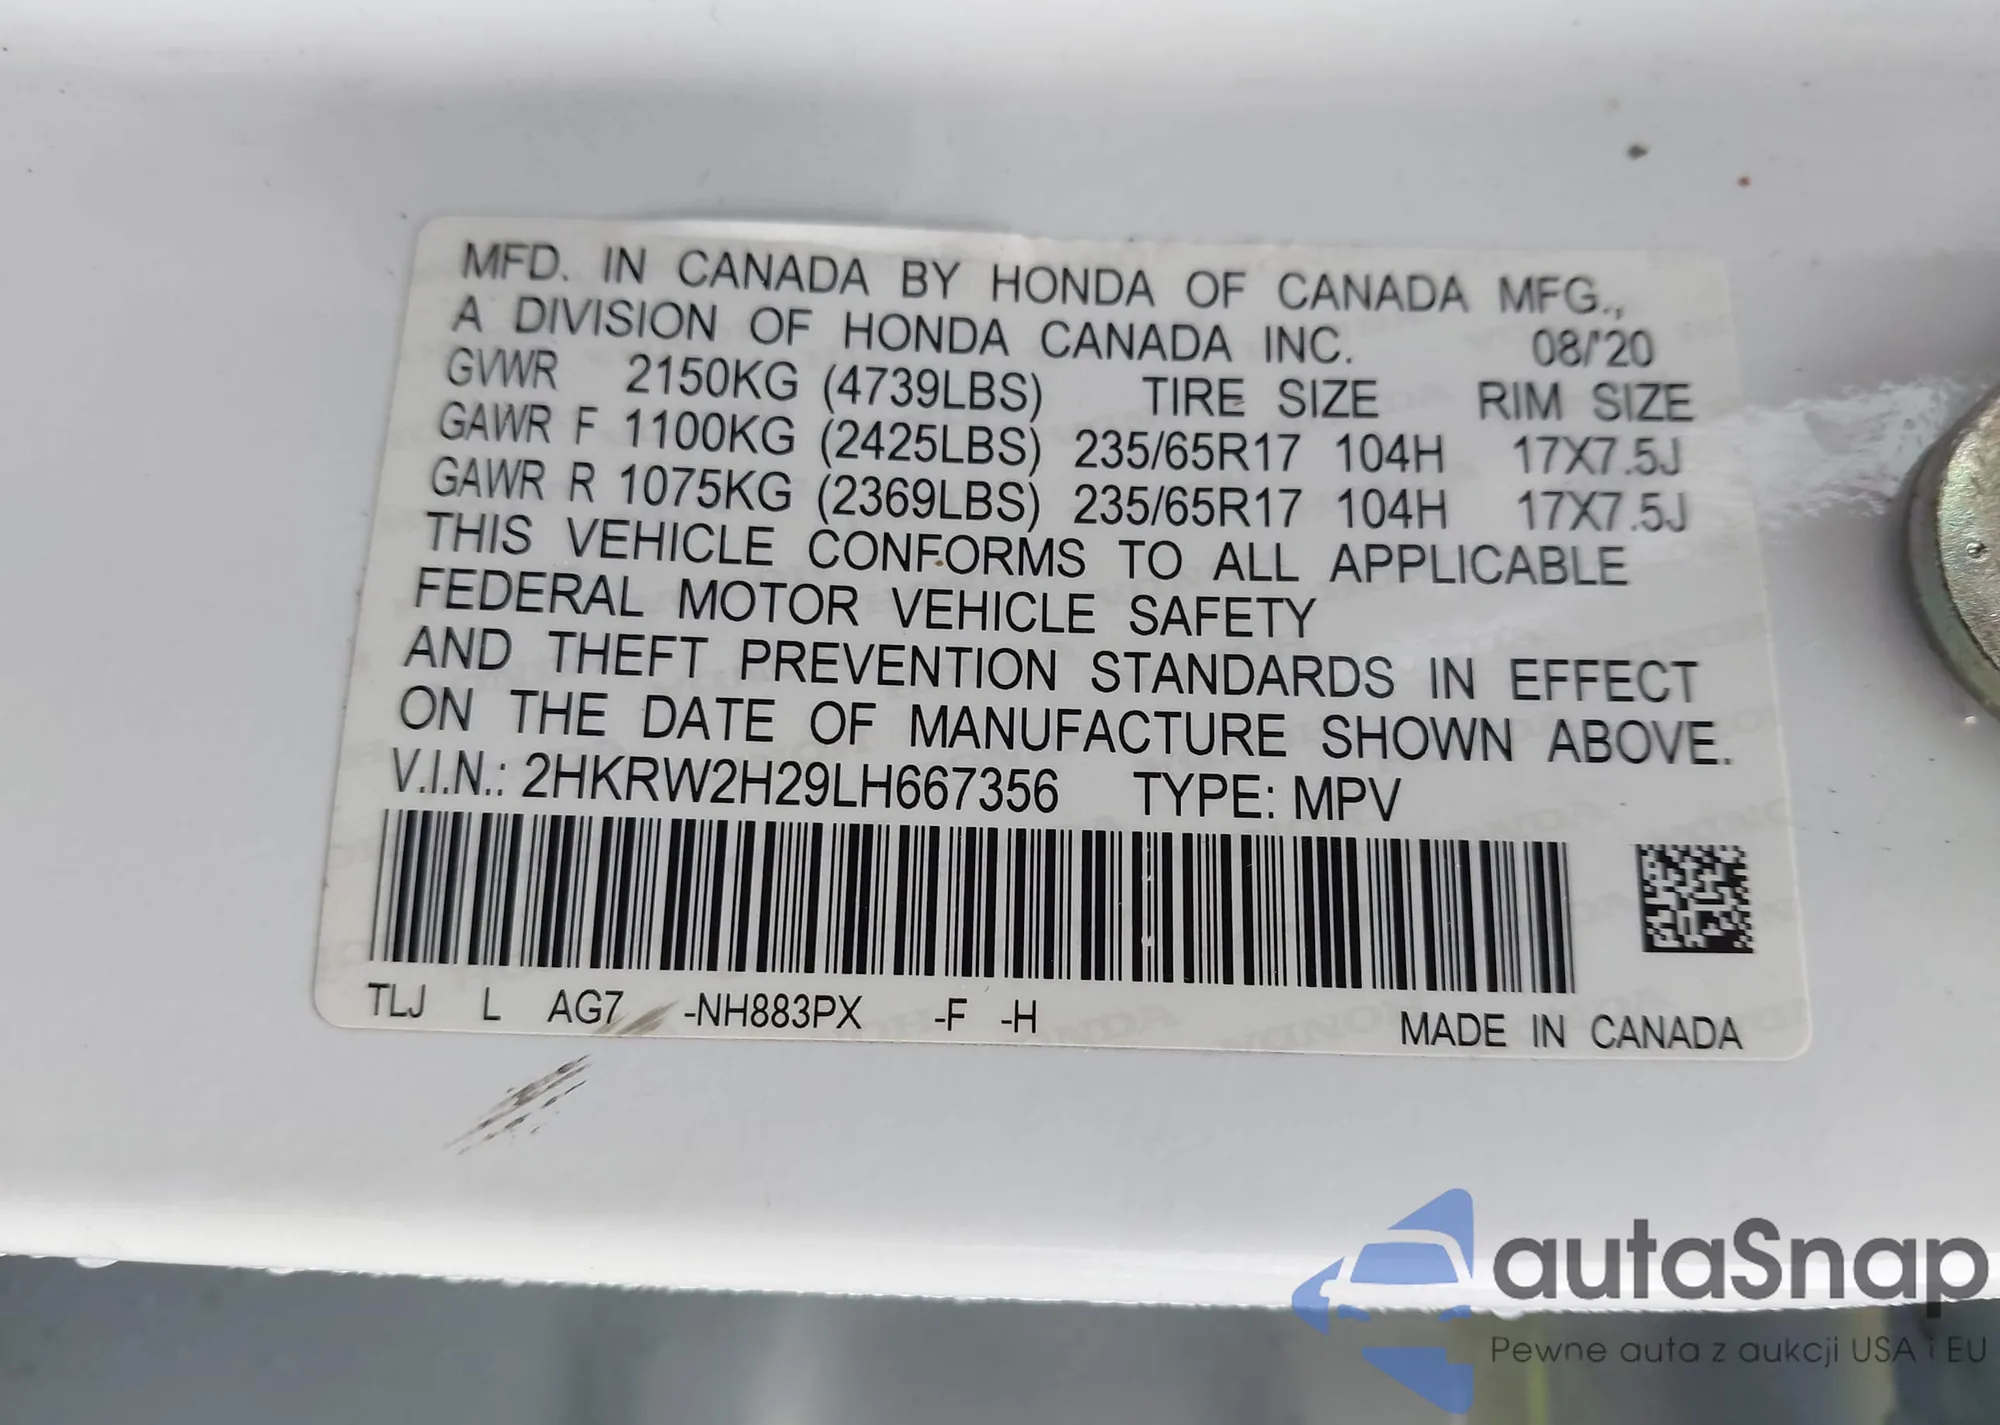 MFD. IN CANADA BY HONDA OF CANADA MFG.,
A DIVISION OF HONDA CANADA INC. 08/'20
GVWR 2150KG (4739LBS) TIRE SIZE RIM SIZE
GAWR F 1100KG (2425LBS) 235/65R17 104H 17X7.5J
GAWR R 1075KG (2369LBS) 235/65R17 104H 17X7.5J
THIS VEHICLE CONFORMS TO ALL APPLICABLE
FEDERAL MOTOR VEHICLE SAFETY
AND THEFT PREVENTION STANDARDS IN EFFECT
ON THE DATE OF MANUFACTURE SHOWN ABOVE.
V.I.N.: 2HKRW2H29LH667356 TYPE: MPV
TLJ L AG7 -NH883PX -F -H
MADE IN CANADA
autaSnap
Pewne auta z aukcji USA i EU